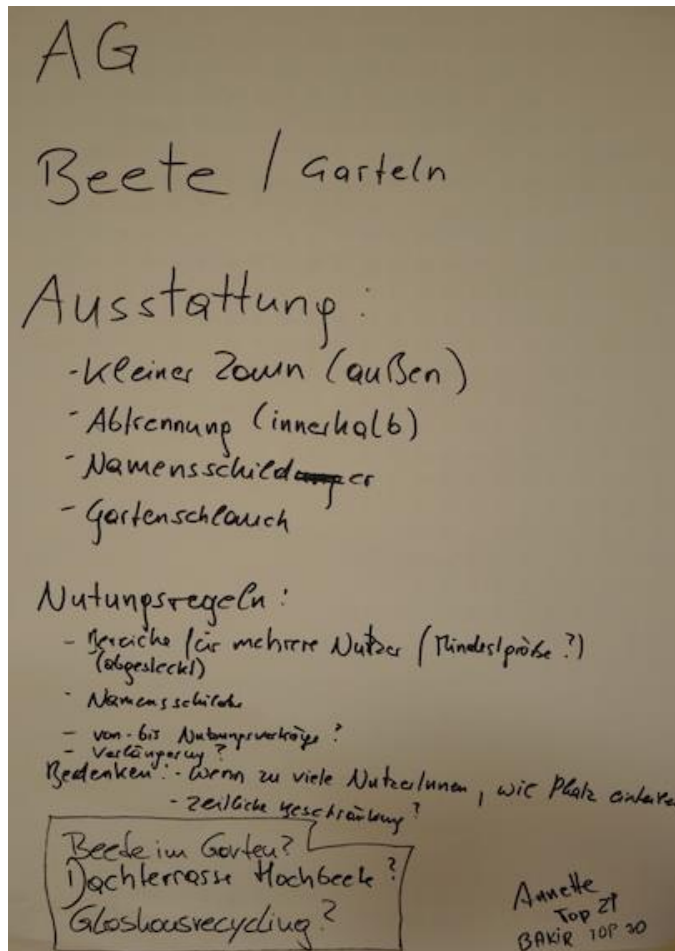 AG
Beete / Garteln
Ausstattung:
- Kleiner Zaun (außen)
- Abtrennung (innerhalb)
- Namensschilder
- Gartenschlauch
Nutungsregeln:
- Bereiche für mehrere Nutzer (Mindestgröße?)
(abgesteckt)
- Namensschilder
- von-bis Nutzungsverträge?
- Verlängerung?
Bedenken: - Wenn zu viele NutzerInnen, wie Platz einteilen
- zeitliche Beschränkung?
Beete im Garten?
Dachterrasse Hochbeete?
Glashausrecycling?
Annette
Top 21
BAKIR TOP 30